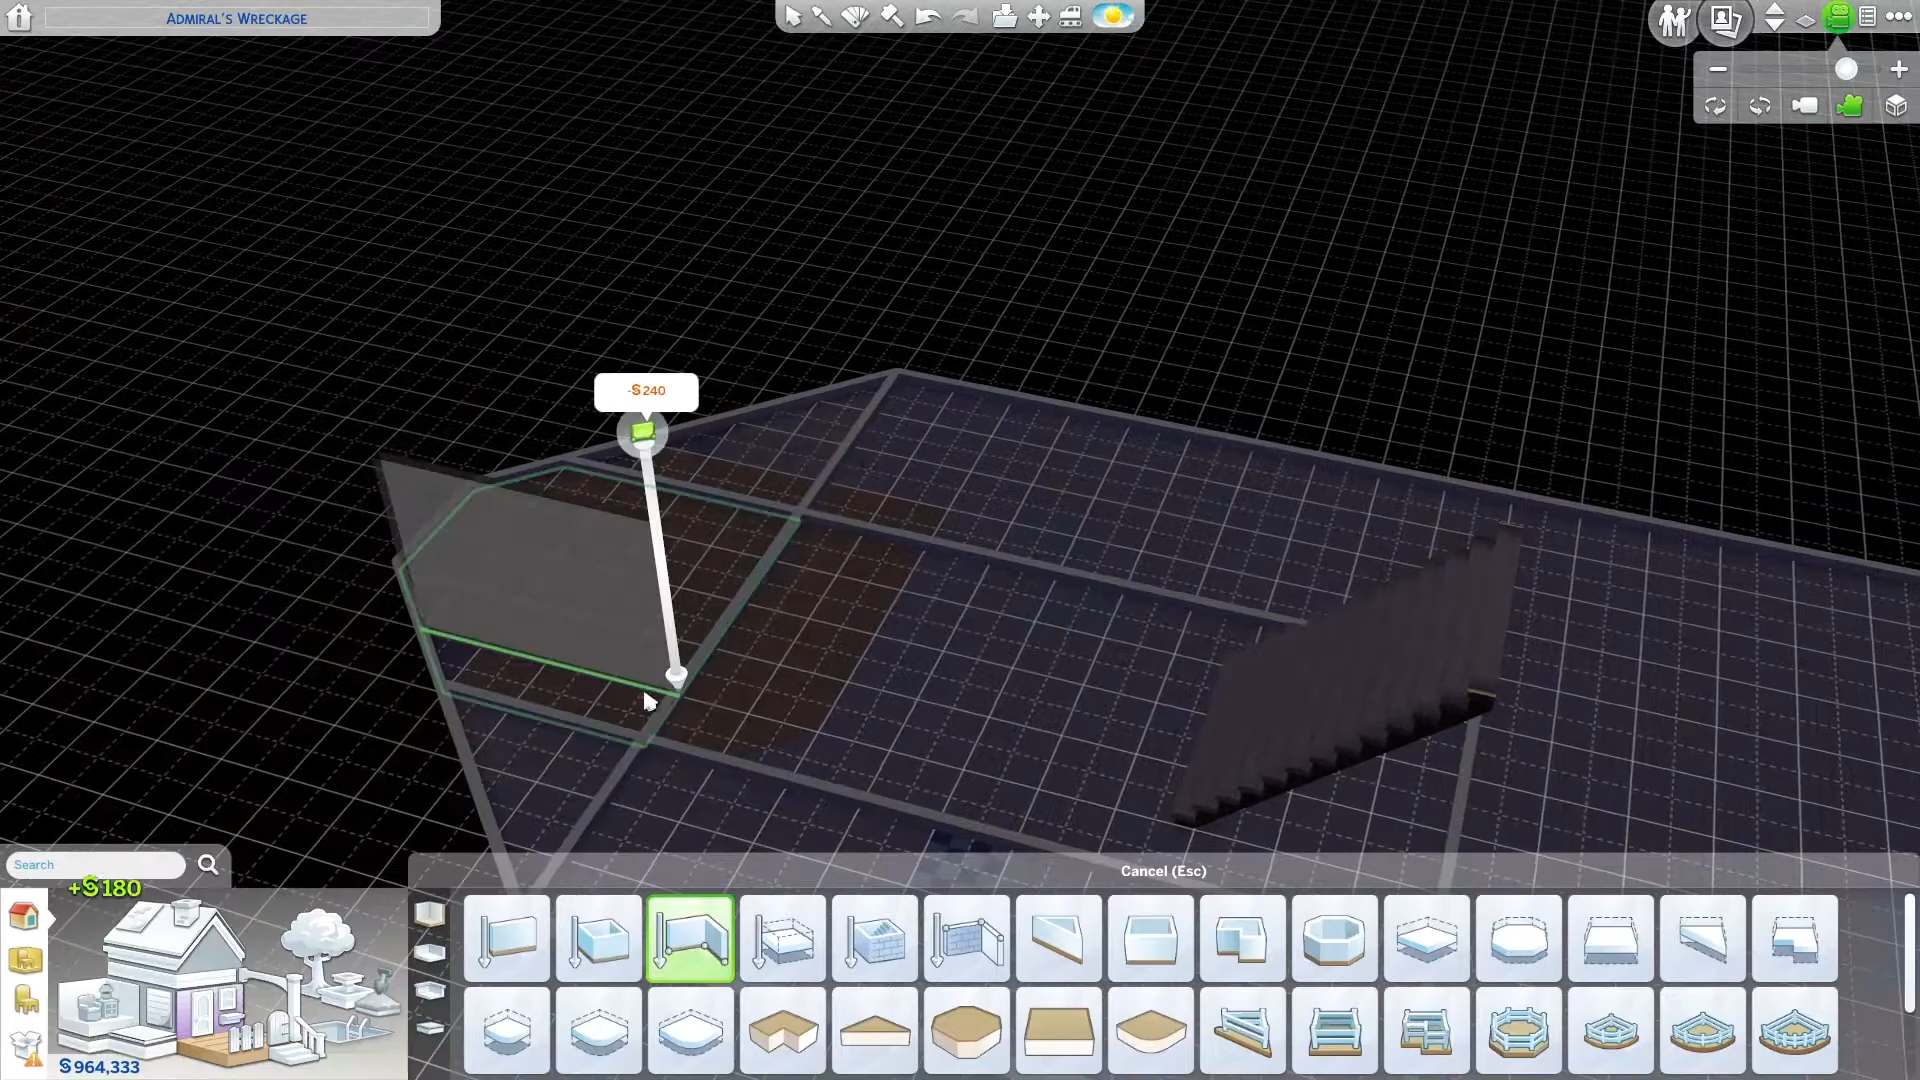 ADMIRAL'S WRECKAGE
-§240
Search
+§180
Cancel (Esc)
§964,333